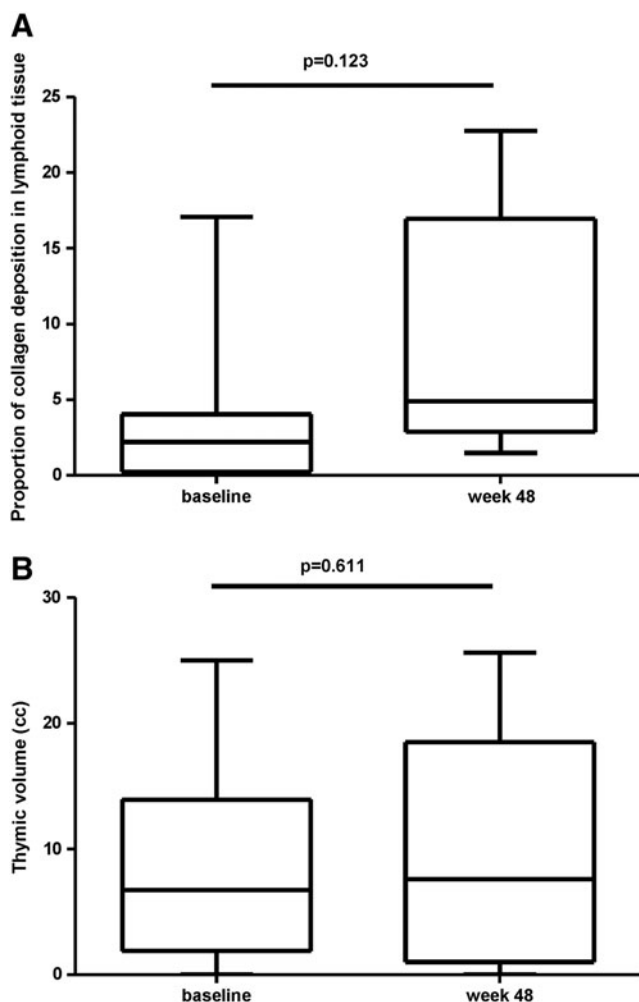 A
p=0.123
Proportion of collagen deposition in lymphoid tissue
25
20
15
10
5
0
baseline week 48
B
p=0.611
Thymic volume (cc)
30
20
10
0
baseline week 48